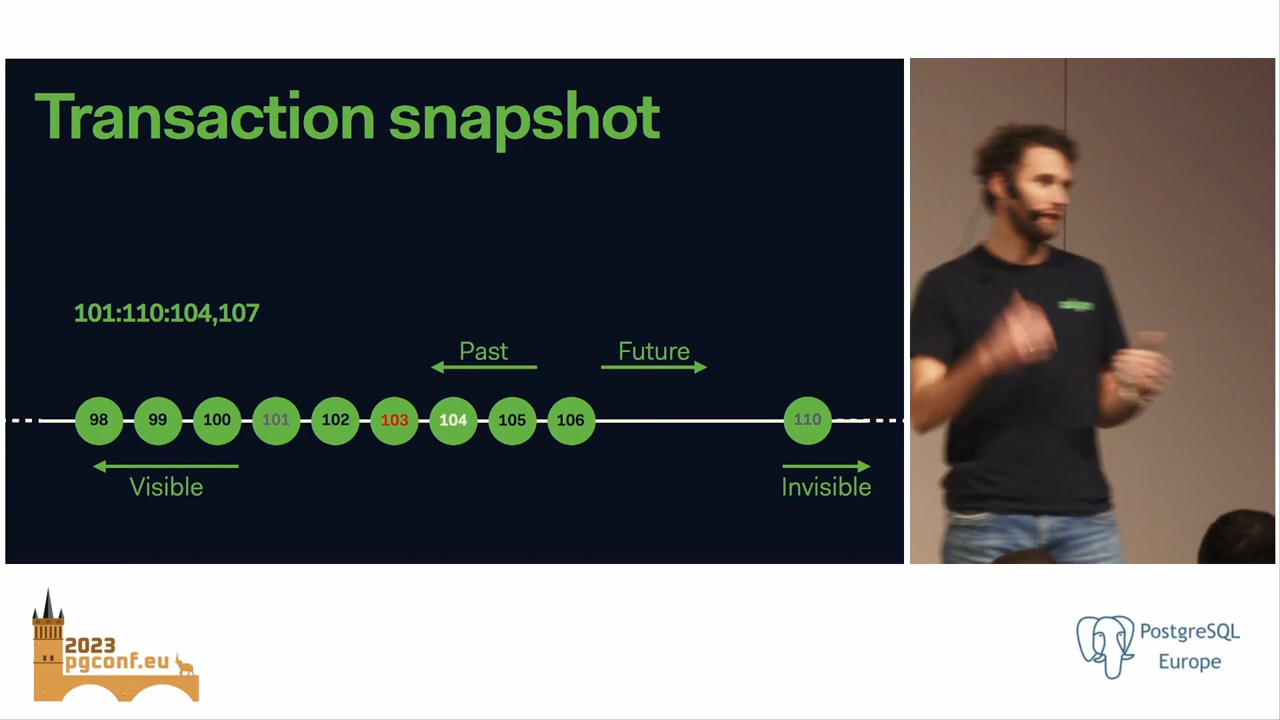 Transaction snapshot
101:110:104,107
Past
Future
98 99 100 101 102 103 104 105 106 110
Visible
Invisible
2023
pgconf.eu
PostgreSQL
Europe